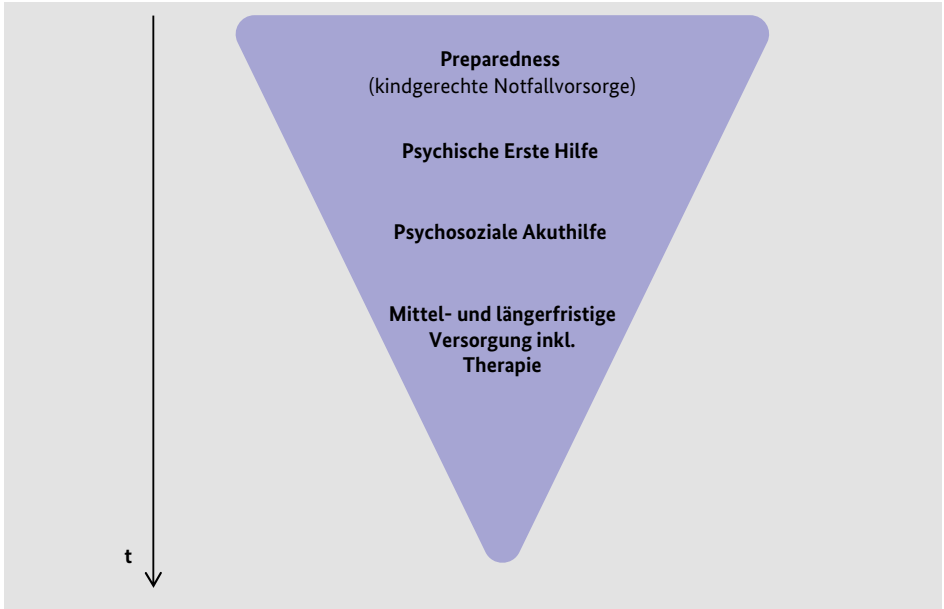 Preparedness
(kindgerechte Notfallvorsorge)
Psychische Erste Hilfe
Psychosoziale Akuthilfe
Mittel- und längerfristige
Versorgung inkl.
Therapie
t